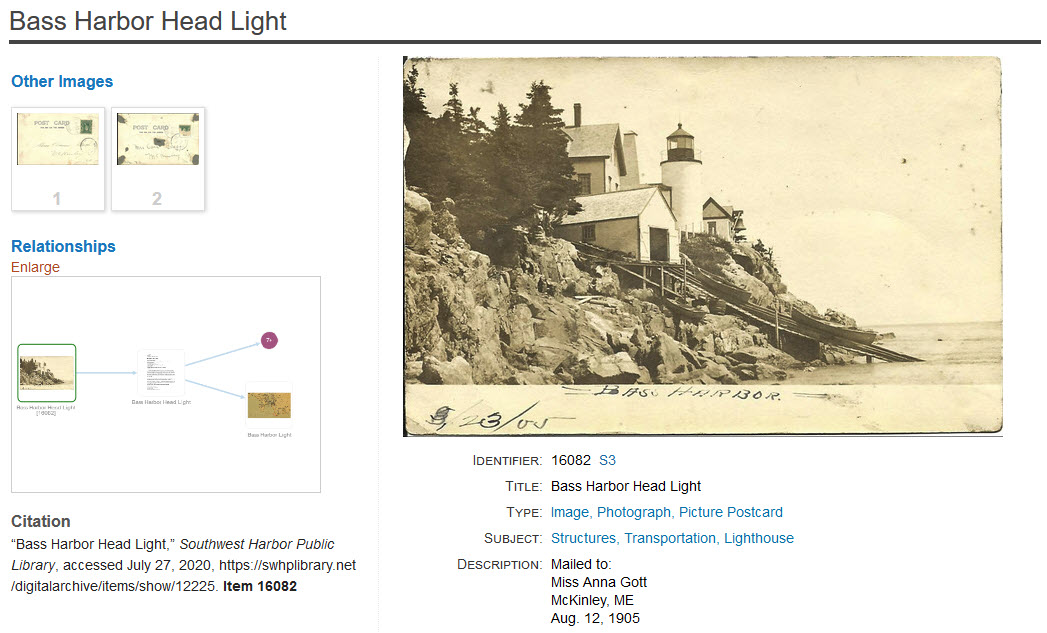 Bass Harbor Head Light
Other Images
POST CARD
1
POST CARD
2
Relationships
Enlarge
Bass Harbor Head Light
[16082]
Bass Harbor Head Light
Bass Harbor Light
BASS HARBOR.
23/05
IDENTIFIER: 16082 S3
TITLE: Bass Harbor Head Light
TYPE: Image, Photograph, Picture Postcard
SUBJECT: Structures, Transportation, Lighthouse
DESCRIPTION: Mailed to:
Miss Anna Gott
McKinley, ME
Aug. 12, 1905
Citation
“Bass Harbor Head Light,” Southwest Harbor Public
Library, accessed July 27, 2020, https://swhplibrary.net
/digitalarchive/items/show/12225. Item 16082